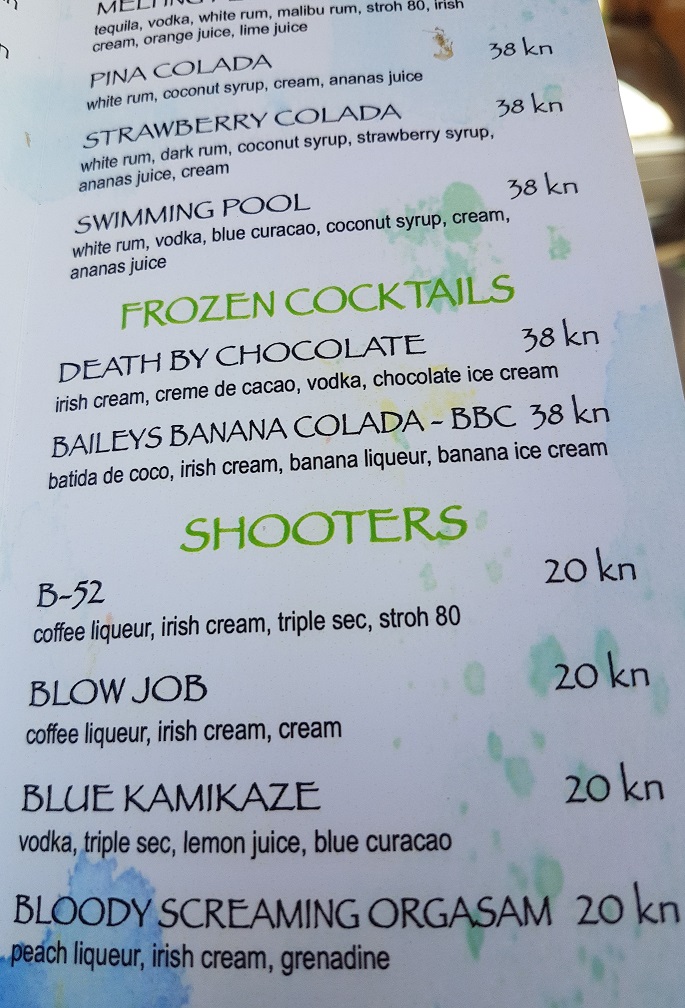 tequila, vodka, white rum, malibu rum, stroh 80, irish
cream, orange juice, lime juice
PINA COLADA 38 kn
white rum, coconut syrup, cream, ananas juice
STRAWBERRY COLADA 38 kn
white rum, dark rum, coconut syrup, strawberry syrup,
ananas juice, cream
SWIMMING POOL 38 kn
white rum, vodka, blue curacao, coconut syrup, cream,
ananas juice
FROZEN COCKTAILS
DEATH BY CHOCOLATE 38 kn
irish cream, creme de cacao, vodka, chocolate ice cream
BAILEYS BANANA COLADA - BBC 38 kn
batida de coco, irish cream, banana liqueur, banana ice cream
SHOOTERS
B-52 20 kn
coffee liqueur, irish cream, triple sec, stroh 80
BLOW JOB 20 kn
coffee liqueur, irish cream, cream
BLUE KAMIKAZE 20 kn
vodka, triple sec, lemon juice, blue curacao
BLOODY SCREAMING ORGASAM 20 kn
peach liqueur, irish cream, grenadine